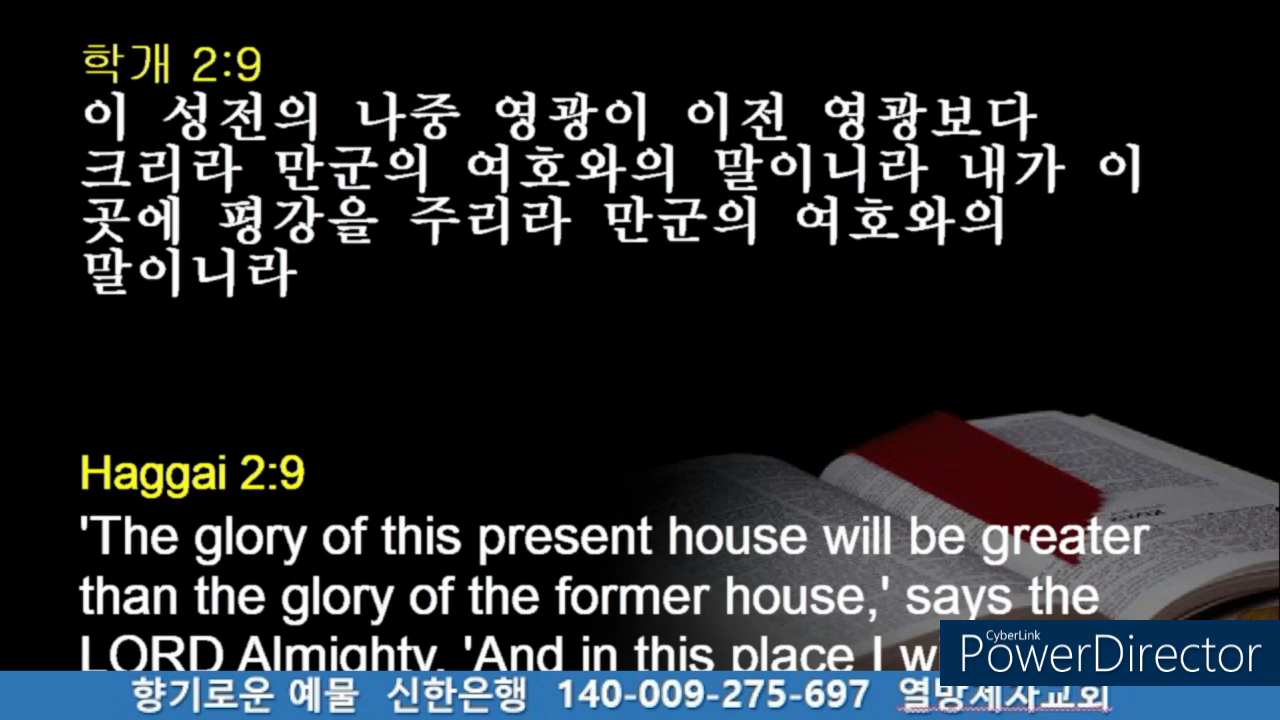 학개 2:9
이 성전의 나중 영광이 이전 영광보다
크리라 만군의 여호와의 말이니라 내가 이
곳에 평강을 주리라 만군의 여호와의
말이니라
Haggai 2:9
'The glory of this present house will be greater
than the glory of the former house,' says the
LORD Almighty. 'And in this place I
CyberLink
PowerDirector
향기로운 예물 신한은행 140-009-275-697